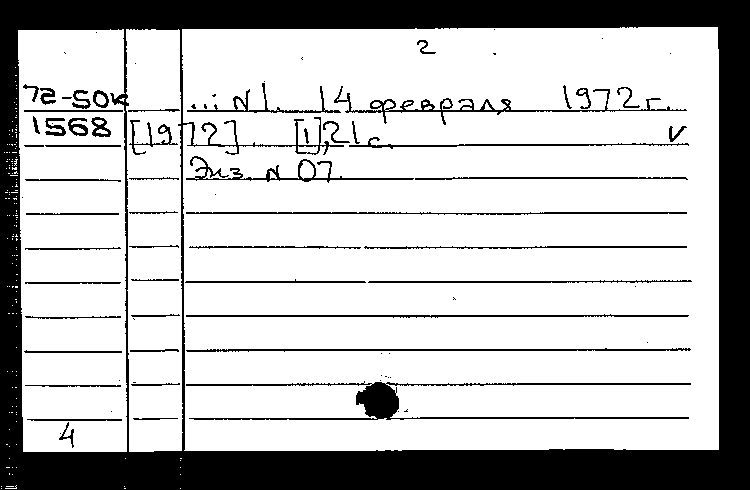 2
72-50к ... N 1. 14 февраля 1972 г.
1568 [1972]. [1], 21 с. V
Экз. N 07.
4